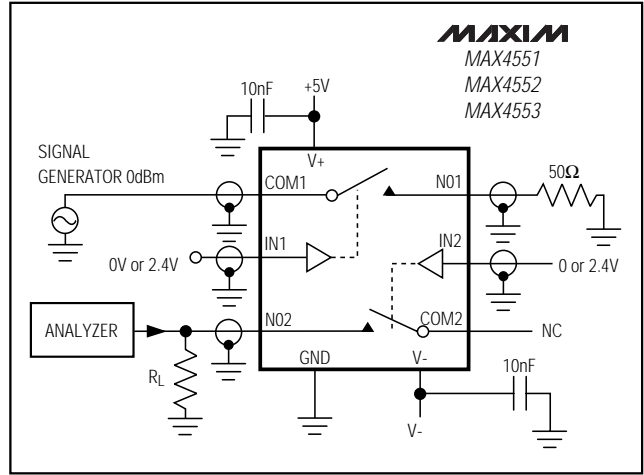 MAXIM
MAX4551
MAX4552
MAX4553
10nF
+5V
V+
SIGNAL
GENERATOR 0dBm
COM1
N01
50Ω
IN1
IN2
0V or 2.4V
0 or 2.4V
ANALYZER
N02
COM2
NC
RL
GND
V-
10nF
V-